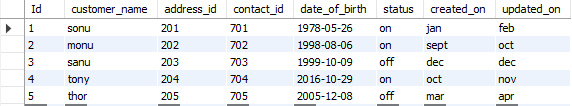 Id customer_name address_id contact_id date_of_birth status created_on updated_on
1 sonu 201 701 1978-05-26 on jan feb
2 monu 202 702 1998-08-06 on sept oct
3 sanu 203 703 1999-10-09 off dec dec
4 tony 204 704 2016-10-29 on oct nov
5 thor 205 705 2005-12-08 off mar apr